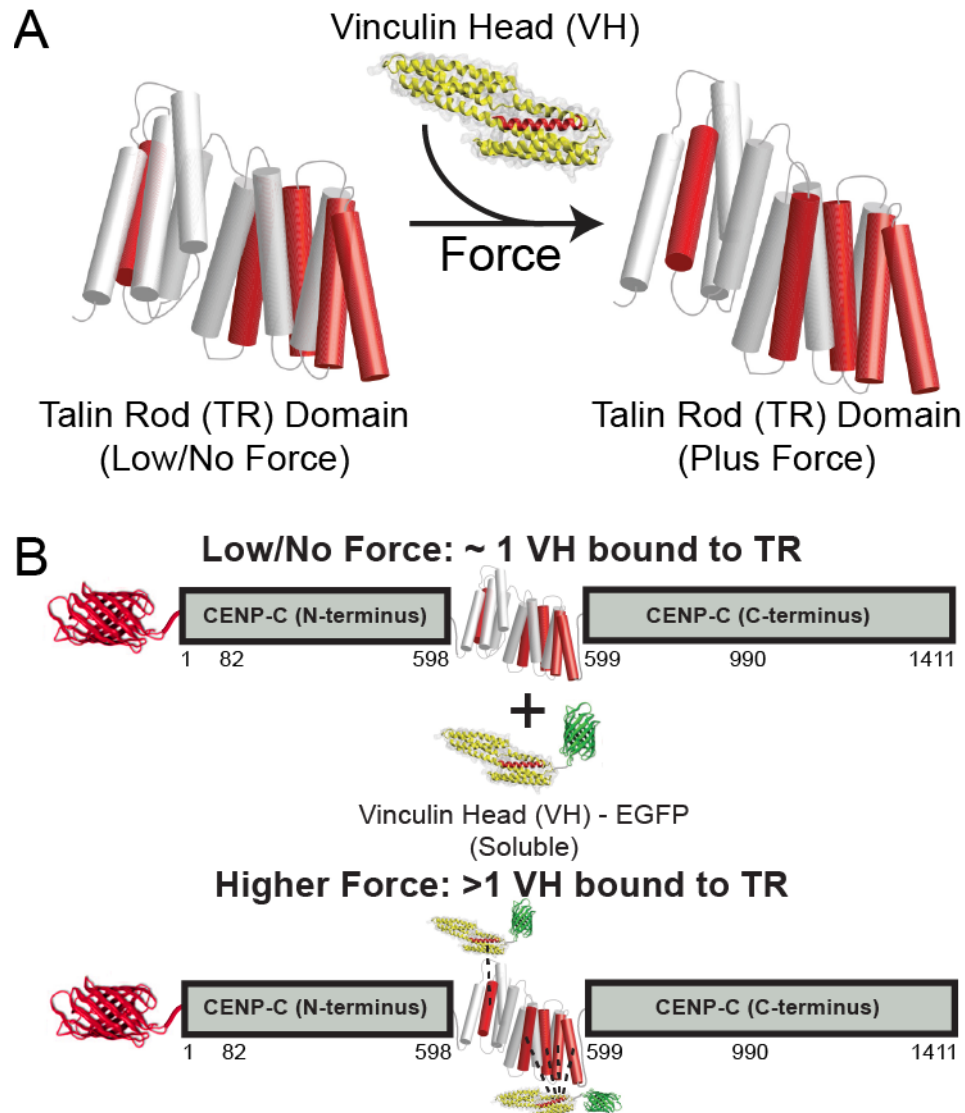 A
Vinculin Head (VH)
Force
Talin Rod (TR) Domain
(Low/No Force)
Talin Rod (TR) Domain
(Plus Force)
B
Low/No Force: ~ 1 VH bound to TR
CENP-C (N-terminus)
CENP-C (C-terminus)
1 82 598 599 990 1411
+
Vinculin Head (VH) - EGFP
(Soluble)
Higher Force: >1 VH bound to TR
CENP-C (N-terminus)
CENP-C (C-terminus)
1 82 598 599 990 1411